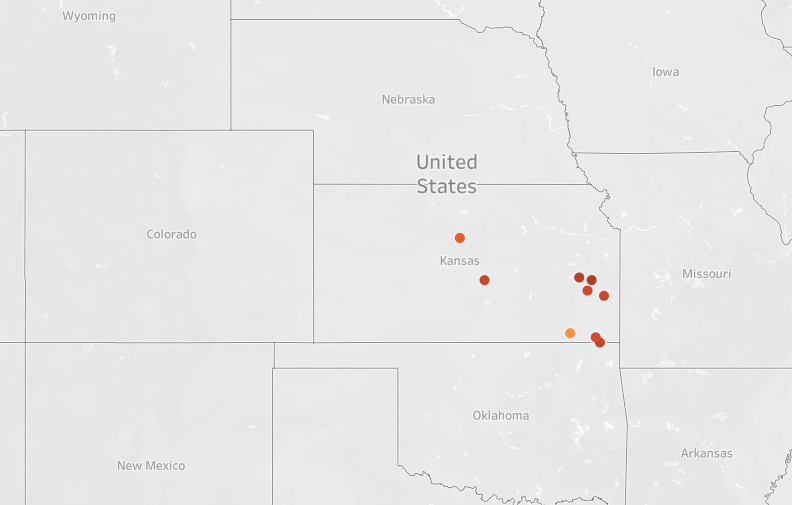 Wyoming
Iowa
Nebraska
United
States
Colorado
Kansas
Missouri
Oklahoma
Arkansas
New Mexico